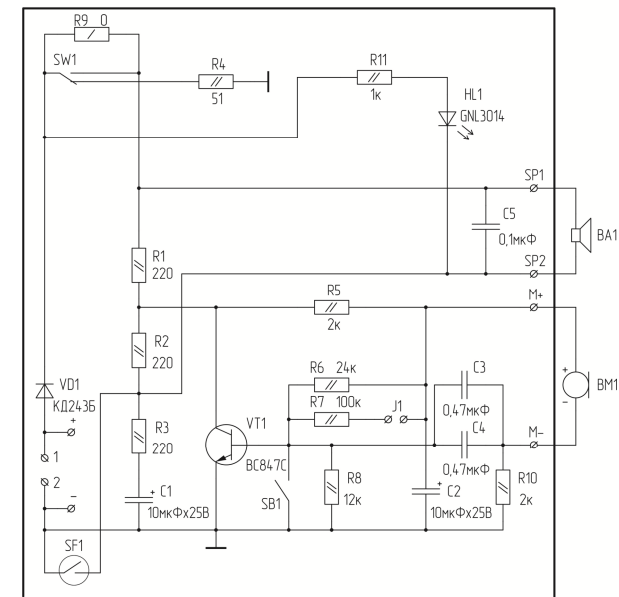 R9 0
SW1
R4
51
R11
1к
HL1
GNL3014
SP1
C5
0,1мкФ
BA1
SP2
R1
220
R5
2к
M+
R2
220
VD1
КД243Б
+
1
2
-
R3
220
+ C1
10мкФх25В
VT1
BC847C
R6 24к
R7 100к
J1
C3
0,47мкФ
C4
0,47мкФ
+
BM1
-
M-
SB1
R8
12к
+ C2
10мкФх25В
R10
2к
SF1